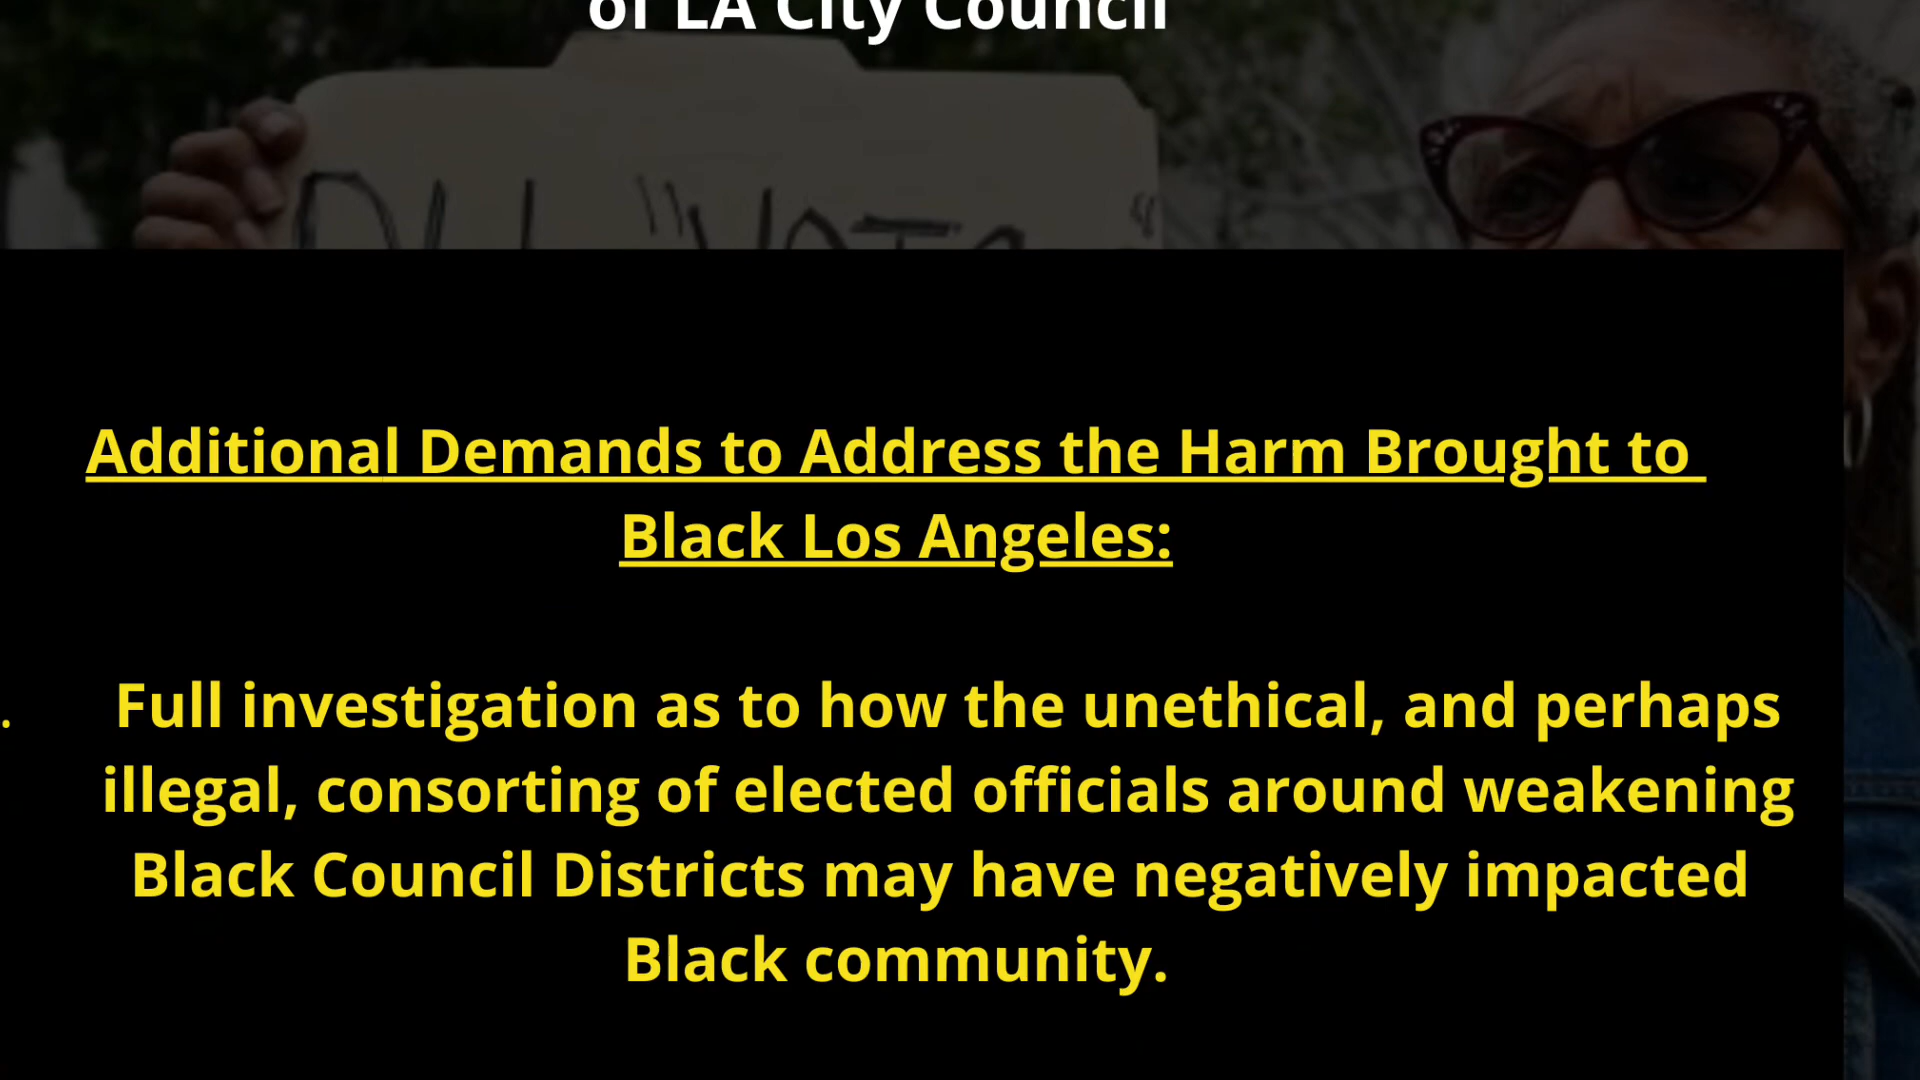 of LA City Council
Additional Demands to Address the Harm Brought to
Black Los Angeles:
. Full investigation as to how the unethical, and perhaps
illegal, consorting of elected officials around weakening
Black Council Districts may have negatively impacted
Black community.